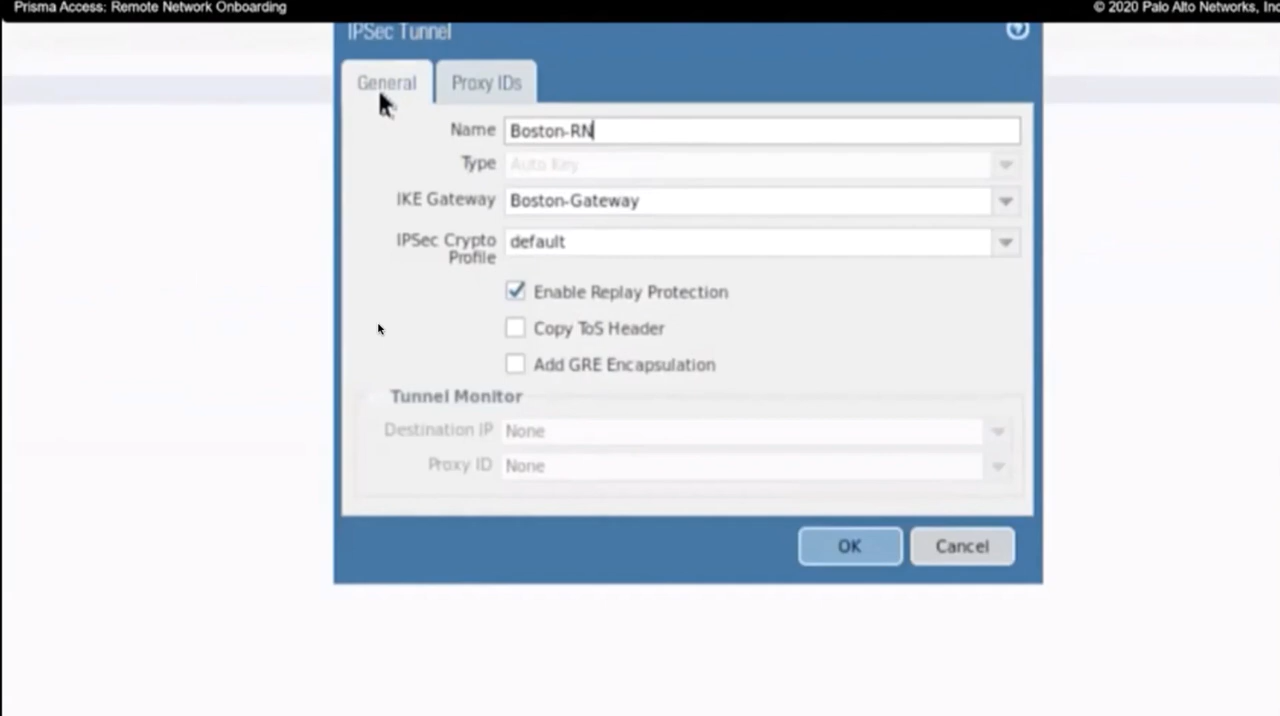 Prisma Access: Remote Network Onboarding
© 2020 Palo Alto Networks, Inc
IPSec Tunnel
General
Proxy IDs
Name
Boston-RN
Type
Auto Key
IKE Gateway
Boston-Gateway
IPSec Crypto
Profile
default
Enable Replay Protection
Copy ToS Header
Add GRE Encapsulation
Tunnel Monitor
Destination IP
None
Proxy ID
None
OK
Cancel